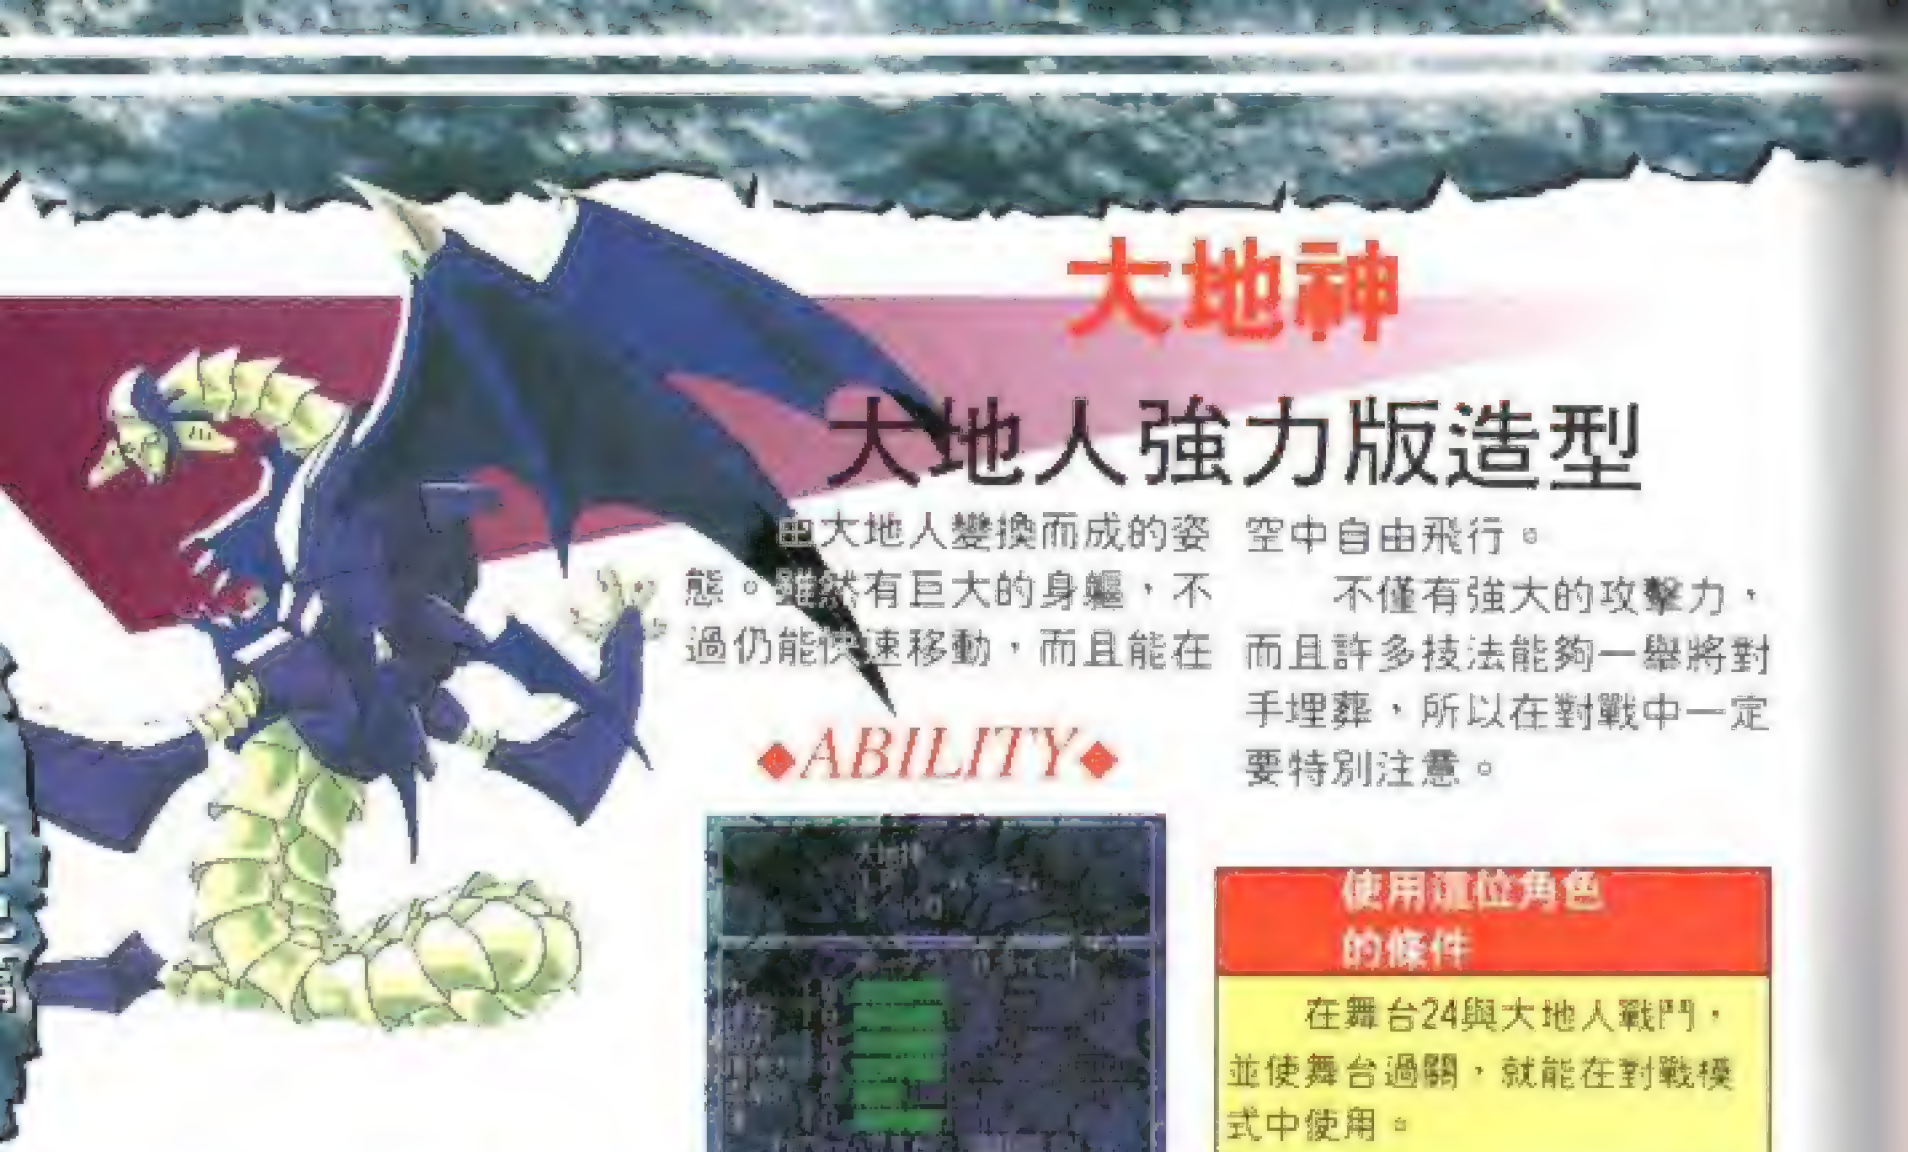 大地神
大地人強力版造型
由大地人變換而成的姿
態。雖然有巨大的身軀,不
過仍能快速移動,而且能在
空中自由飛行。
不僅有強大的攻擊力,
而且許多技法能夠一舉將對
手埋葬,所以在對戰中一定
要特別注意。
◆ABILITY◆
使用這位角色
的條件
在舞台24與大地人戰鬥,
並使舞台過關,就能在對戰模
式中使用。